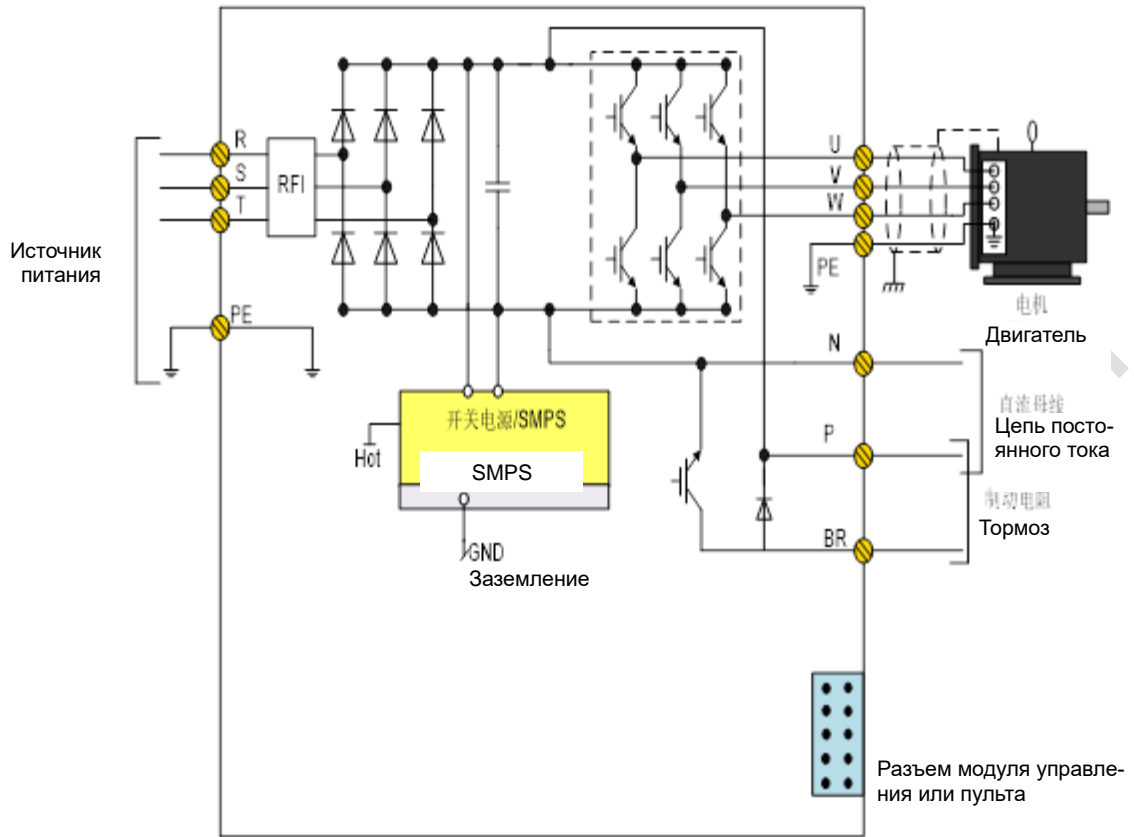 R
S
T
RFI
Источник
питания
PE
U
V
W
PE
电机
Двигатель
N
直流母线
Цепь посто-
янного тока
P
制动电阻
Тормоз
BR
开关电源/SMPS
SMPS
Hot
GND
Заземление
Разъем модуля управле-
ния или пульта